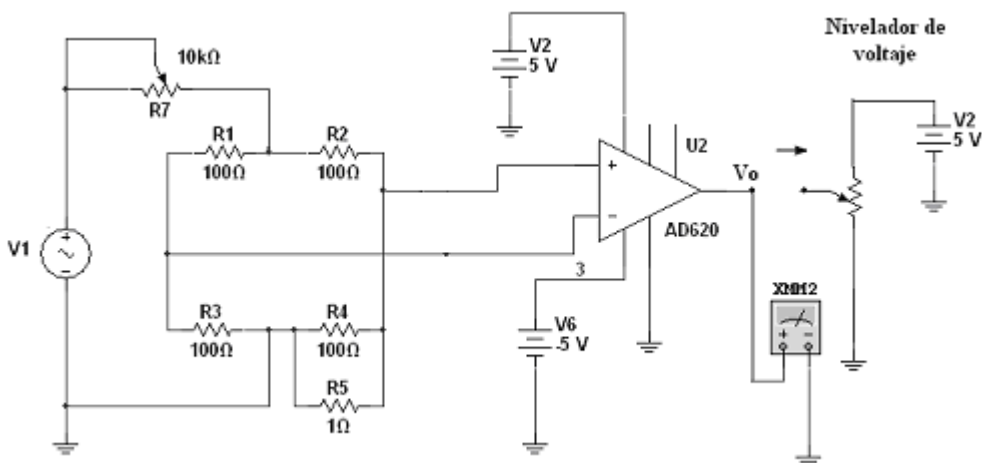 Nivelador de
voltaje
10kΩ
R7
V2
5 V
V2
5 V
R1
100Ω
R2
100Ω
U2
+
-
Vo
AD620
V1
+
-
3
R3
100Ω
R4
100Ω
R5
1Ω
V6
-5 V
XMM2
+ -